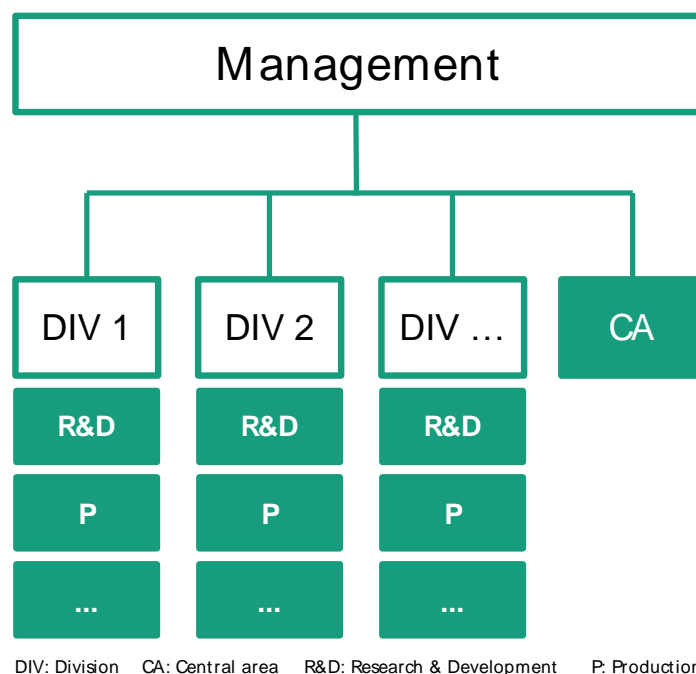 Management
DIV 1 DIV 2 DIV ... CA
R&D R&D R&D
P P P
... ... ...
DIV: Division CA: Central area R&D: Research & Development P: Production